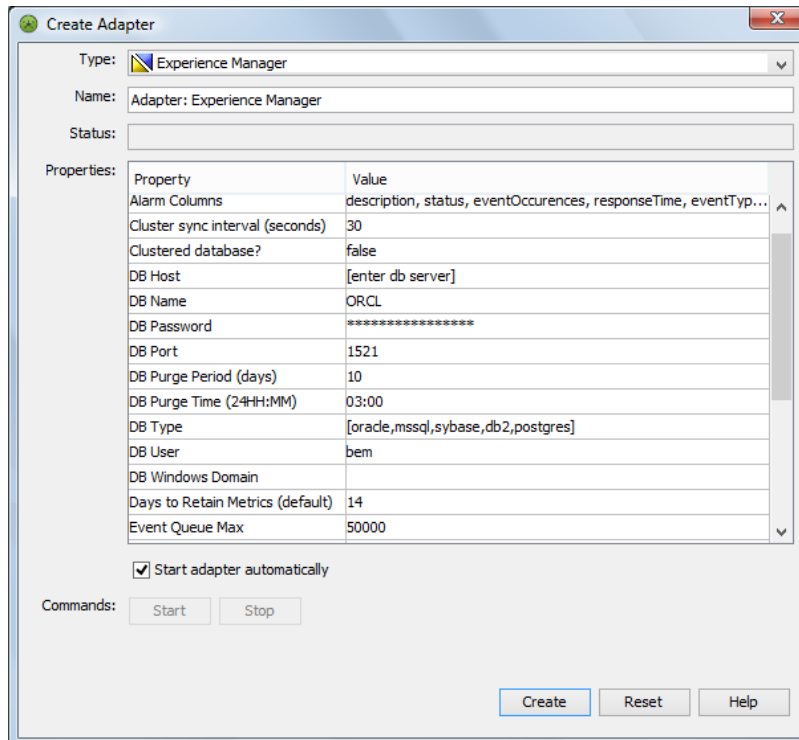 Create Adapter
Type: Experience Manager
Name: Adapter: Experience Manager
Status:
Properties:
Property Value
Alarm Columns description, status, eventOccurences, responseTime, eventTyp...
Cluster sync interval (seconds) 30
Clustered database? false
DB Host [enter db server]
DB Name ORCL
DB Password ****************
DB Port 1521
DB Purge Period (days) 10
DB Purge Time (24HH:MM) 03:00
DB Type [oracle,mssql,sybase,db2,postgres]
DB User bem
DB Windows Domain
Days to Retain Metrics (default) 14
Event Queue Max 50000
Start adapter automatically
Commands: Start Stop
Create Reset Help